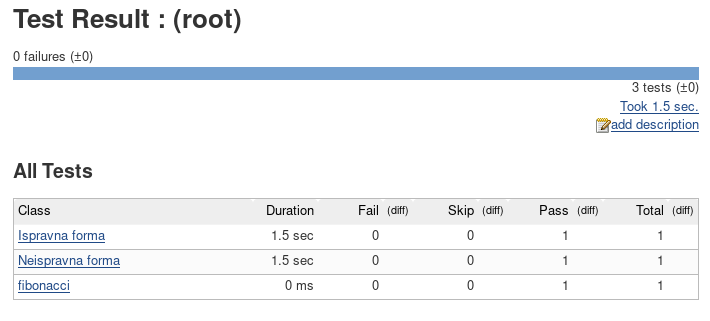 Test Result : (root)
0 failures (±0)
3 tests (±0)
Took 1.5 sec.
add description
All Tests
Class Duration Fail (diff) Skip (diff) Pass (diff) Total (diff)
Ispravna forma 1.5 sec 0 0 1 1
Neispravna forma 1.5 sec 0 0 1 1
fibonacci 0 ms 0 0 1 1